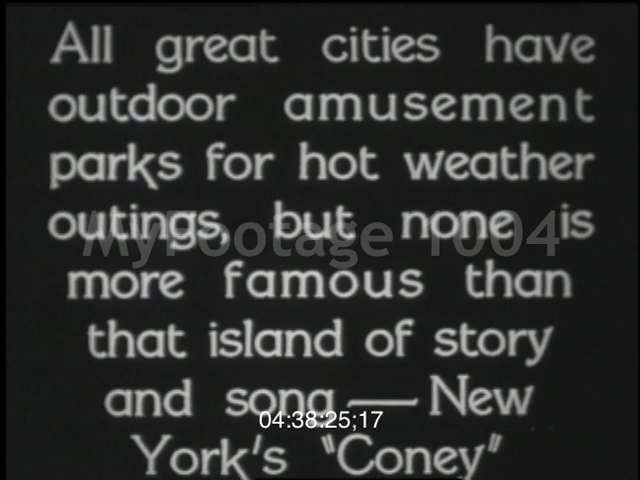 All great cities have
outdoor amusement
parks for hot weather
outings, but none is
MyFootage 1004
more famous than
that island of story
and song — New
04:38:25;17
York's "Coney"